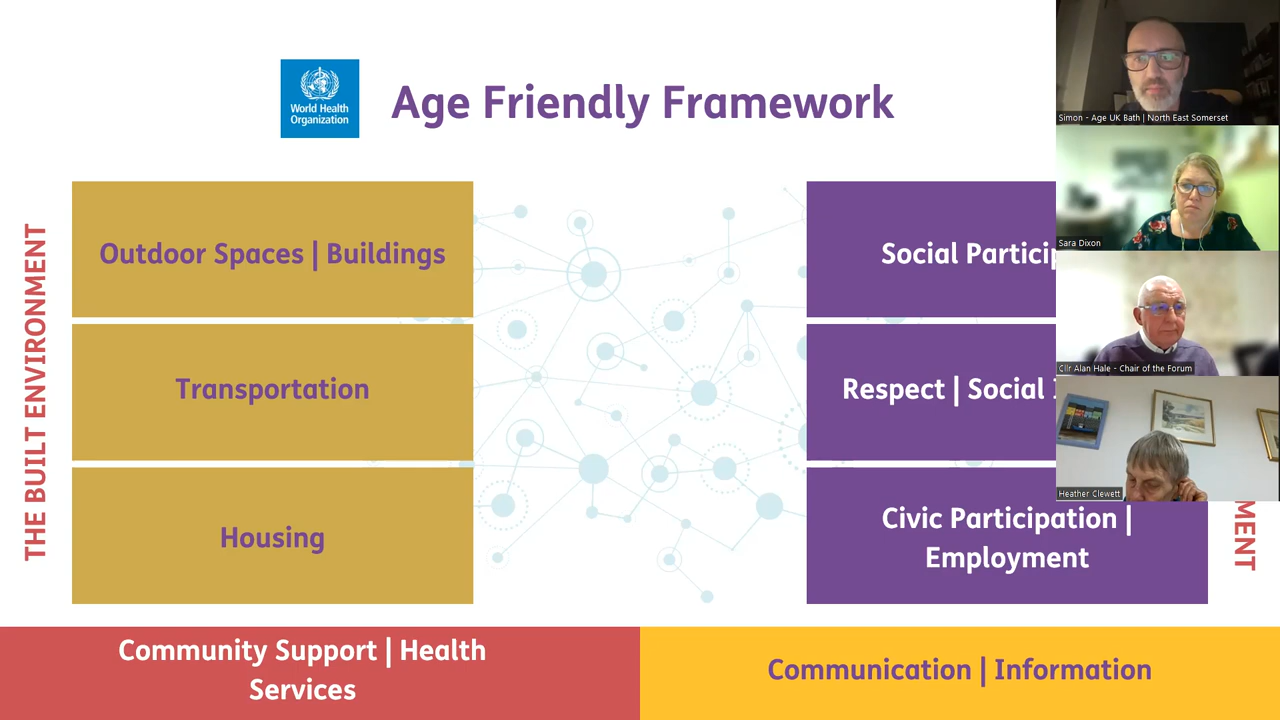 World Health
Organization
Age Friendly Framework
THE BUILT ENVIRONMENT
Outdoor Spaces | Buildings
Transportation
Housing
Social
Respect | Social
Civic Participation |
Employment
Community Support | Health
Services
Communication | Information
Simon - Age UK Bath | North East Somerset
Sara Dixon
Cllr Alan Hale - Chair of the Forum
Heather Clewett